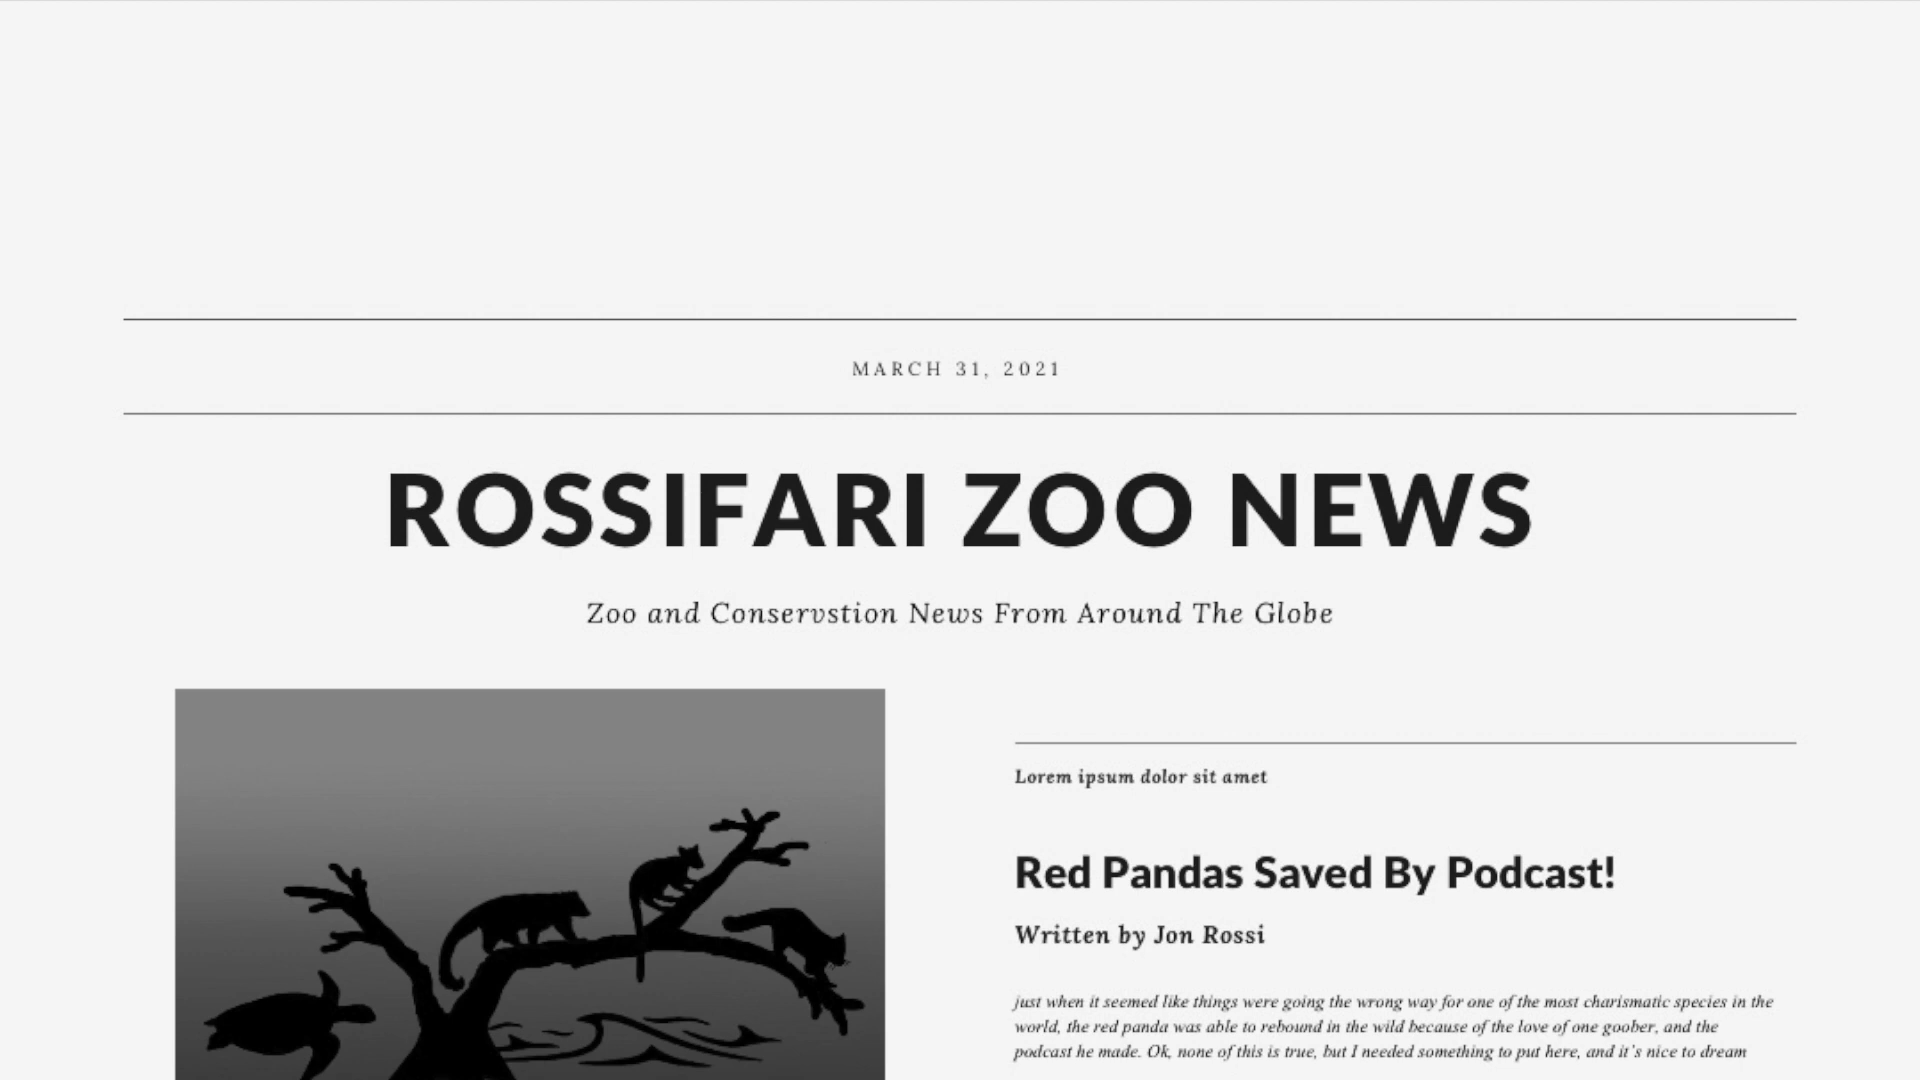 MARCH 31, 2021
ROSSIFARI ZOO NEWS
Zoo and Conservstion News From Around The Globe
Lorem ipsum dolor sit amet
Red Pandas Saved By Podcast!
Written by Jon Rossi
just when it seemed like things were going the wrong way for one of the most charismatic species in the
world, the red panda was able to rebound in the wild because of the love of one goober, and the
podcast he made. Ok, none of this is true, but I needed something to put here, and it's nice to dream